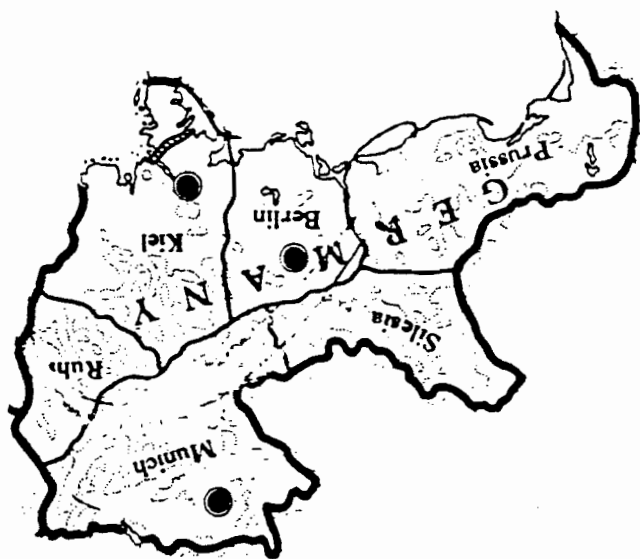 GERMANY
Prussia
Berlin
Kiel
Silesia
Ruhr
Munich